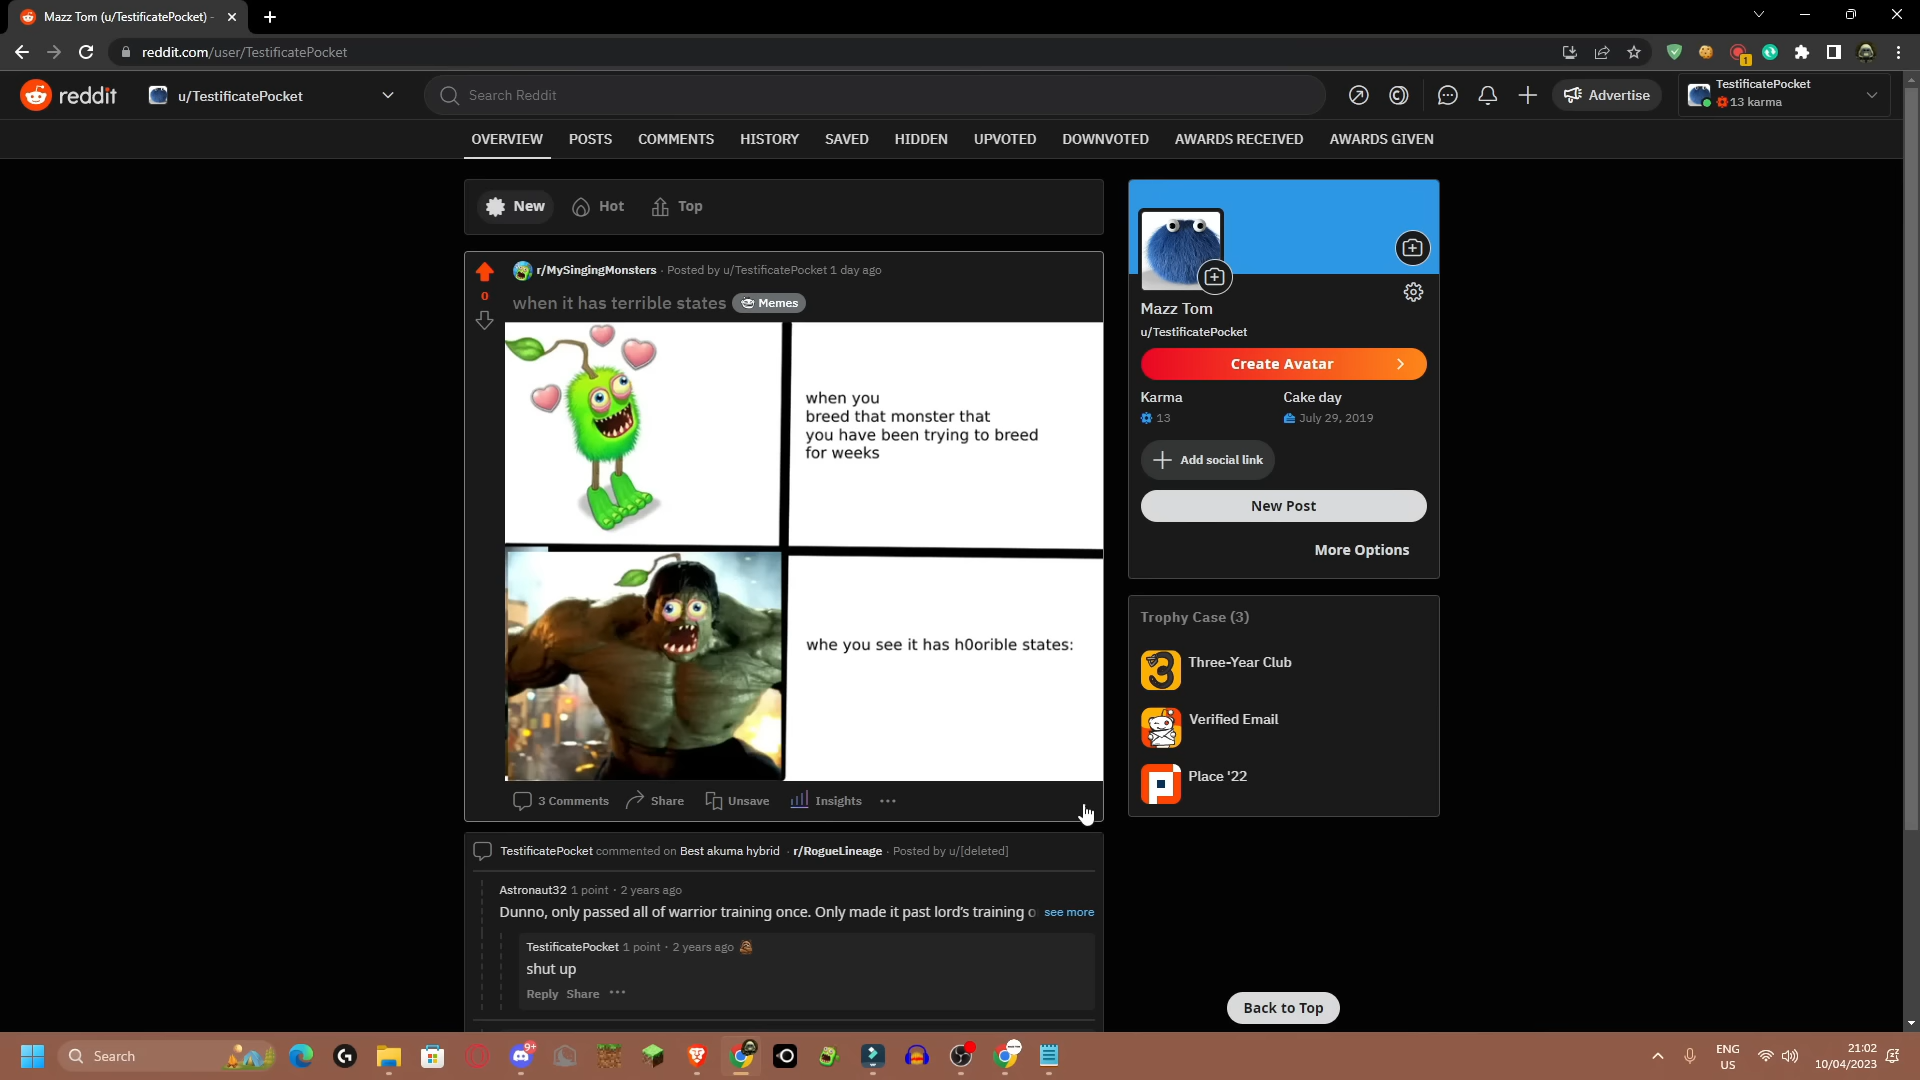 Mazz Tom (u/TestificatePocket) -
reddit.com/user/TestificatePocket
1
reddit
u/TestificatePocket
Search Reddit
Advertise
TestificatePocket
13 karma
OVERVIEW
POSTS
COMMENTS
HISTORY
SAVED
HIDDEN
UPVOTED
DOWNVOTED
AWARDS RECEIVED
AWARDS GIVEN
New
Hot
Top
r/MySingingMonsters · Posted by u/TestificatePocket 1 day ago
0
when it has terrible states
Memes
when you
breed that monster that
you have been trying to breed
for weeks
whe you see it has h0orible states:
3 Comments
Share
Unsave
Insights
TestificatePocket commented on Best akuma hybrid · r/RogueLineage · Posted by u/[deleted]
Astronaut32 1 point · 2 years ago
Dunno, only passed all of warrior training once. Only made it past lord's training o see more
TestificatePocket 1 point · 2 years ago
shut up
Reply Share
Mazz Tom
u/TestificatePocket
Create Avatar
Karma
Cake day
13
July 29, 2019
Add social link
New Post
More Options
Trophy Case (3)
3
Three-Year Club
Verified Email
Place '22
Back to Top
Search
9+
ENG
US
21:02
10/04/2023